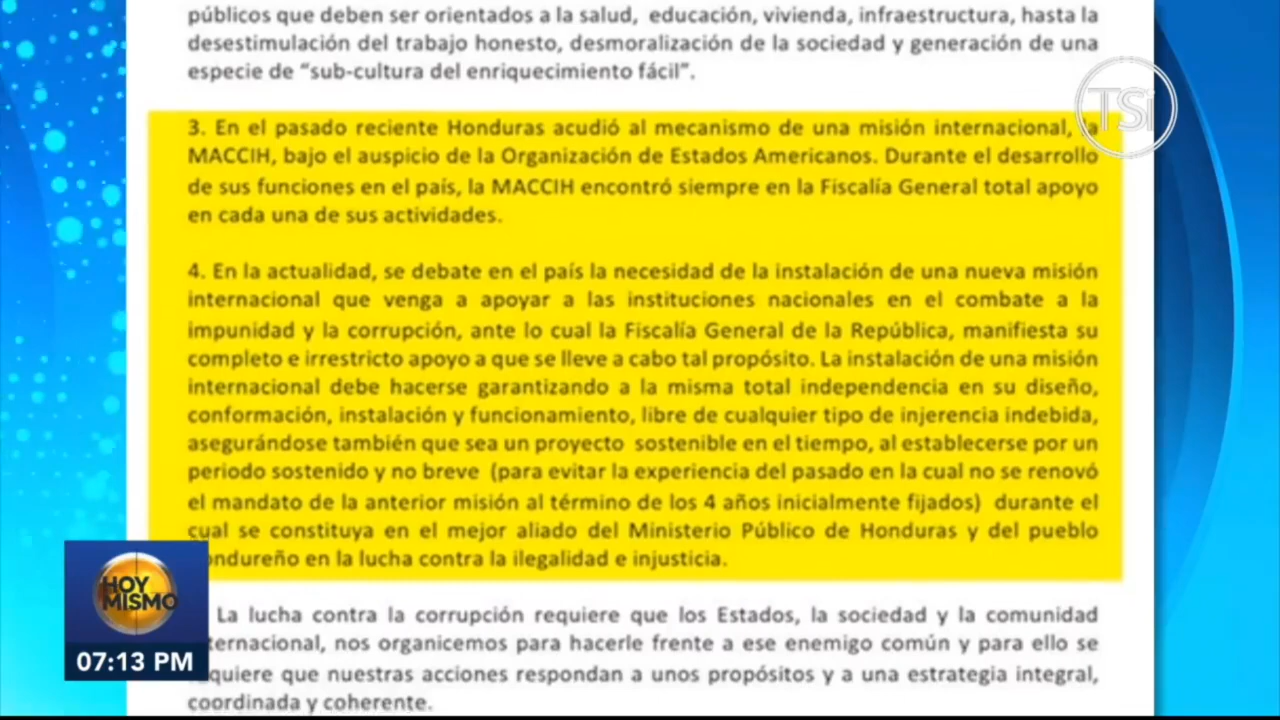 públicos que deben ser orientados a la salud, educación, vivienda, infraestructura, hasta la
desestimulación del trabajo honesto, desmoralización de la sociedad y generación de una
especie de “sub-cultura del enriquecimiento fácil”.
3. En el pasado reciente Honduras acudió al mecanismo de una misión internacional, la
MACCIH, bajo el auspicio de la Organización de Estados Americanos. Durante el desarrollo
de sus funciones en el país, la MACCIH encontró siempre en la Fiscalía General total apoyo
en cada una de sus actividades.
4. En la actualidad, se debate en el país la necesidad de la instalación de una nueva misión
internacional que venga a apoyar a las instituciones nacionales en el combate a la
impunidad y la corrupción, ante lo cual la Fiscalía General de la República, manifiesta su
completo e irrestricto apoyo a que se lleve a cabo tal propósito. La instalación de una misión
internacional debe hacerse garantizando a la misma total independencia en su diseño,
conformación, instalación y funcionamiento, libre de cualquier tipo de injerencia indebida,
asegurándose también que sea un proyecto sostenible en el tiempo, al establecerse por un
periodo sostenido y no breve (para evitar la experiencia del pasado en la cual no se renovó
el mandato de la anterior misión al término de los 4 años inicialmente fijados) durante el
cual se constituya en el mejor aliado del Ministerio Público de Honduras y del pueblo
ondureño en la lucha contra la ilegalidad e injusticia.
La lucha contra la corrupción requiere que los Estados, la sociedad y la comunidad
ternacional, nos organicemos para hacerle frente a ese enemigo común y para ello se
quiere que nuestras acciones respondan a unos propósitos y a una estrategia integral,
coordinada y coherente.
TSi
HOY
MISMO
07:13 PM